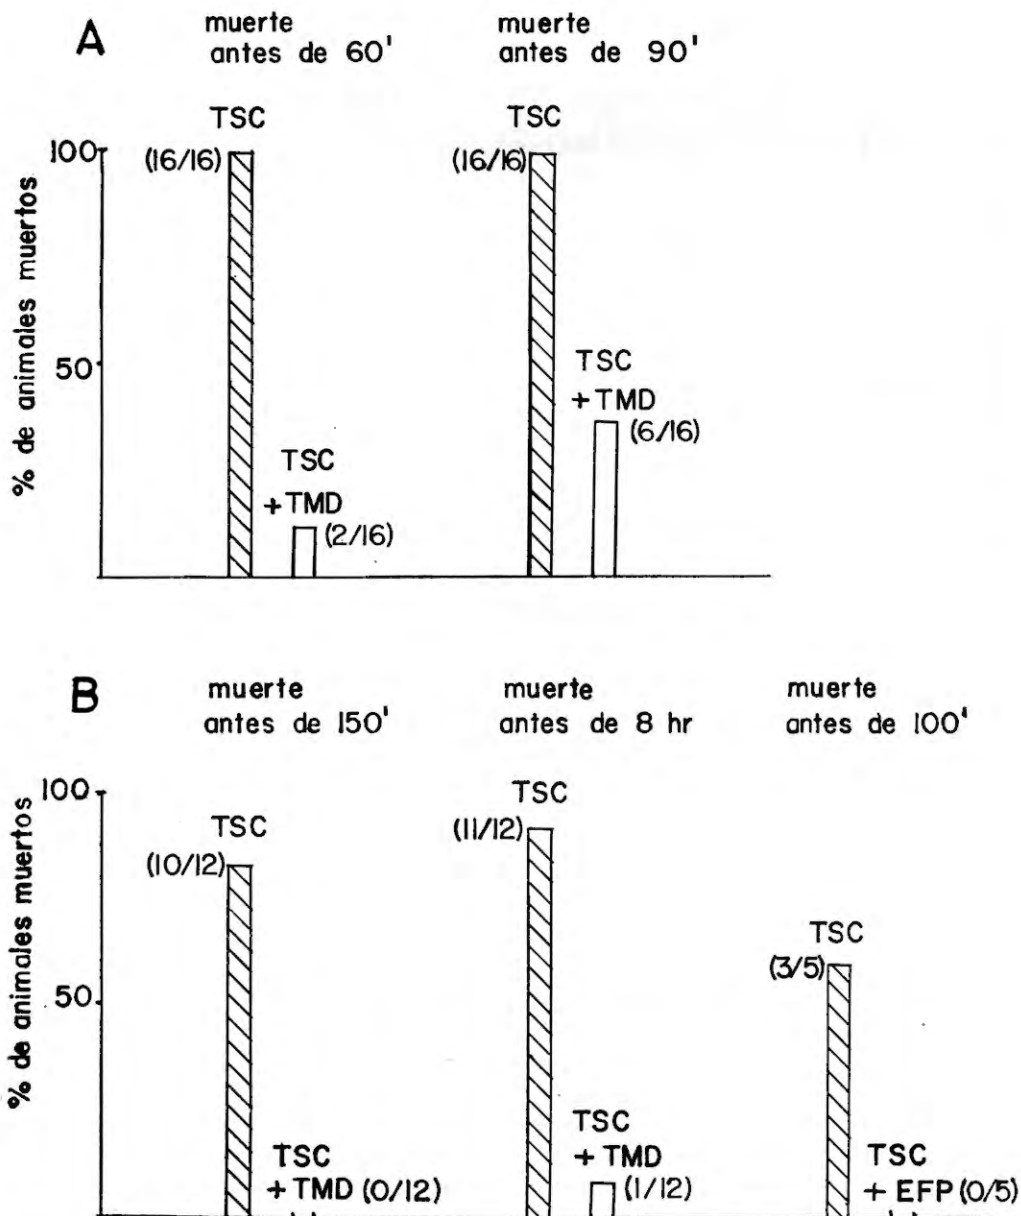 A
muerte
antes de 60'
muerte
antes de 90'
% de animales muertos
100
50
TSC
(16/16)
TSC
+ TMD
(2/16)
TSC
(16/16)
TSC
+ TMD
(6/16)
B
muerte
antes de 150'
muerte
antes de 8 hr
muerte
antes de 100'
% de animales muertos
100
50
TSC
(10/12)
TSC
+ TMD (0/12)
TSC
(11/12)
TSC
+ TMD
(1/12)
TSC
(3/5)
TSC
+ EFP (0/5)